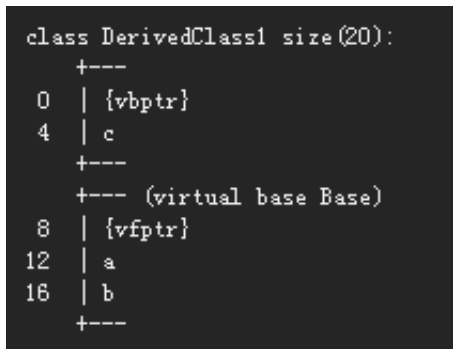 class DerivedClass1 size(20):
+---
0 | {vbptr}
4 | c
+---
+--- (virtual base Base)
8 | {vfptr}
12 | a
16 | b
+---